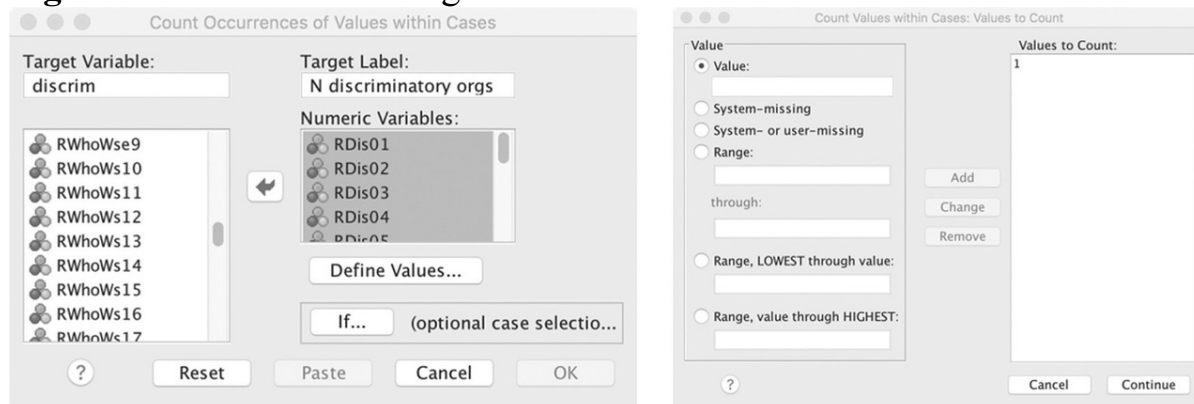 Count Occurrences of Values within Cases
Target Variable:
discrim
Target Label:
N discriminatory orgs
Numeric Variables:
RWhoWse9
RWhoWs10
RWhoWs11
RWhoWs12
RWhoWs13
RWhoWs14
RWhoWs15
RWhoWs16
RWhoWs17
RDis01
RDis02
RDis03
RDis04
RDis05
Define Values...
If... (optional case selectio...
? Reset Paste Cancel OK
Count Values within Cases: Values to Count
Value
Value:
System-missing
System- or user-missing
Range:
through:
Range, LOWEST through value:
Range, value through HIGHEST:
Add
Change
Remove
Values to Count:
1
? Cancel Continue